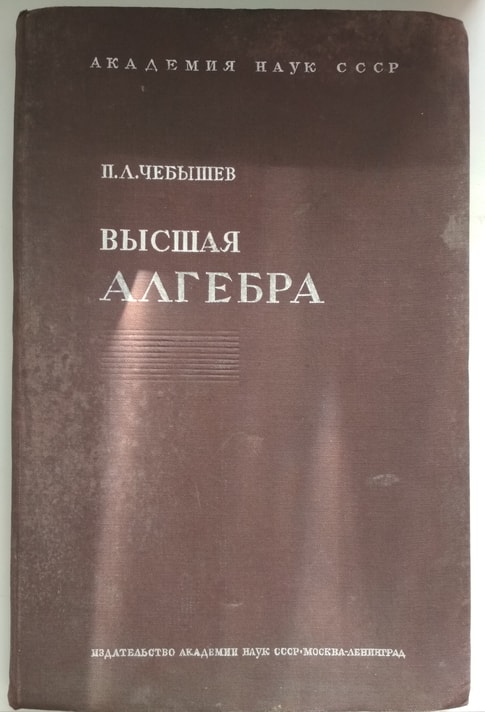 АКАДЕМИЯ НАУК СССР
П.Л.ЧЕБЫШЕВ
ВЫСШАЯ
АЛГЕБРА
ИЗДАТЕЛЬСТВО АКАДЕМИИ НАУК СССР·МОСКВА-ЛЕНИНГРАД